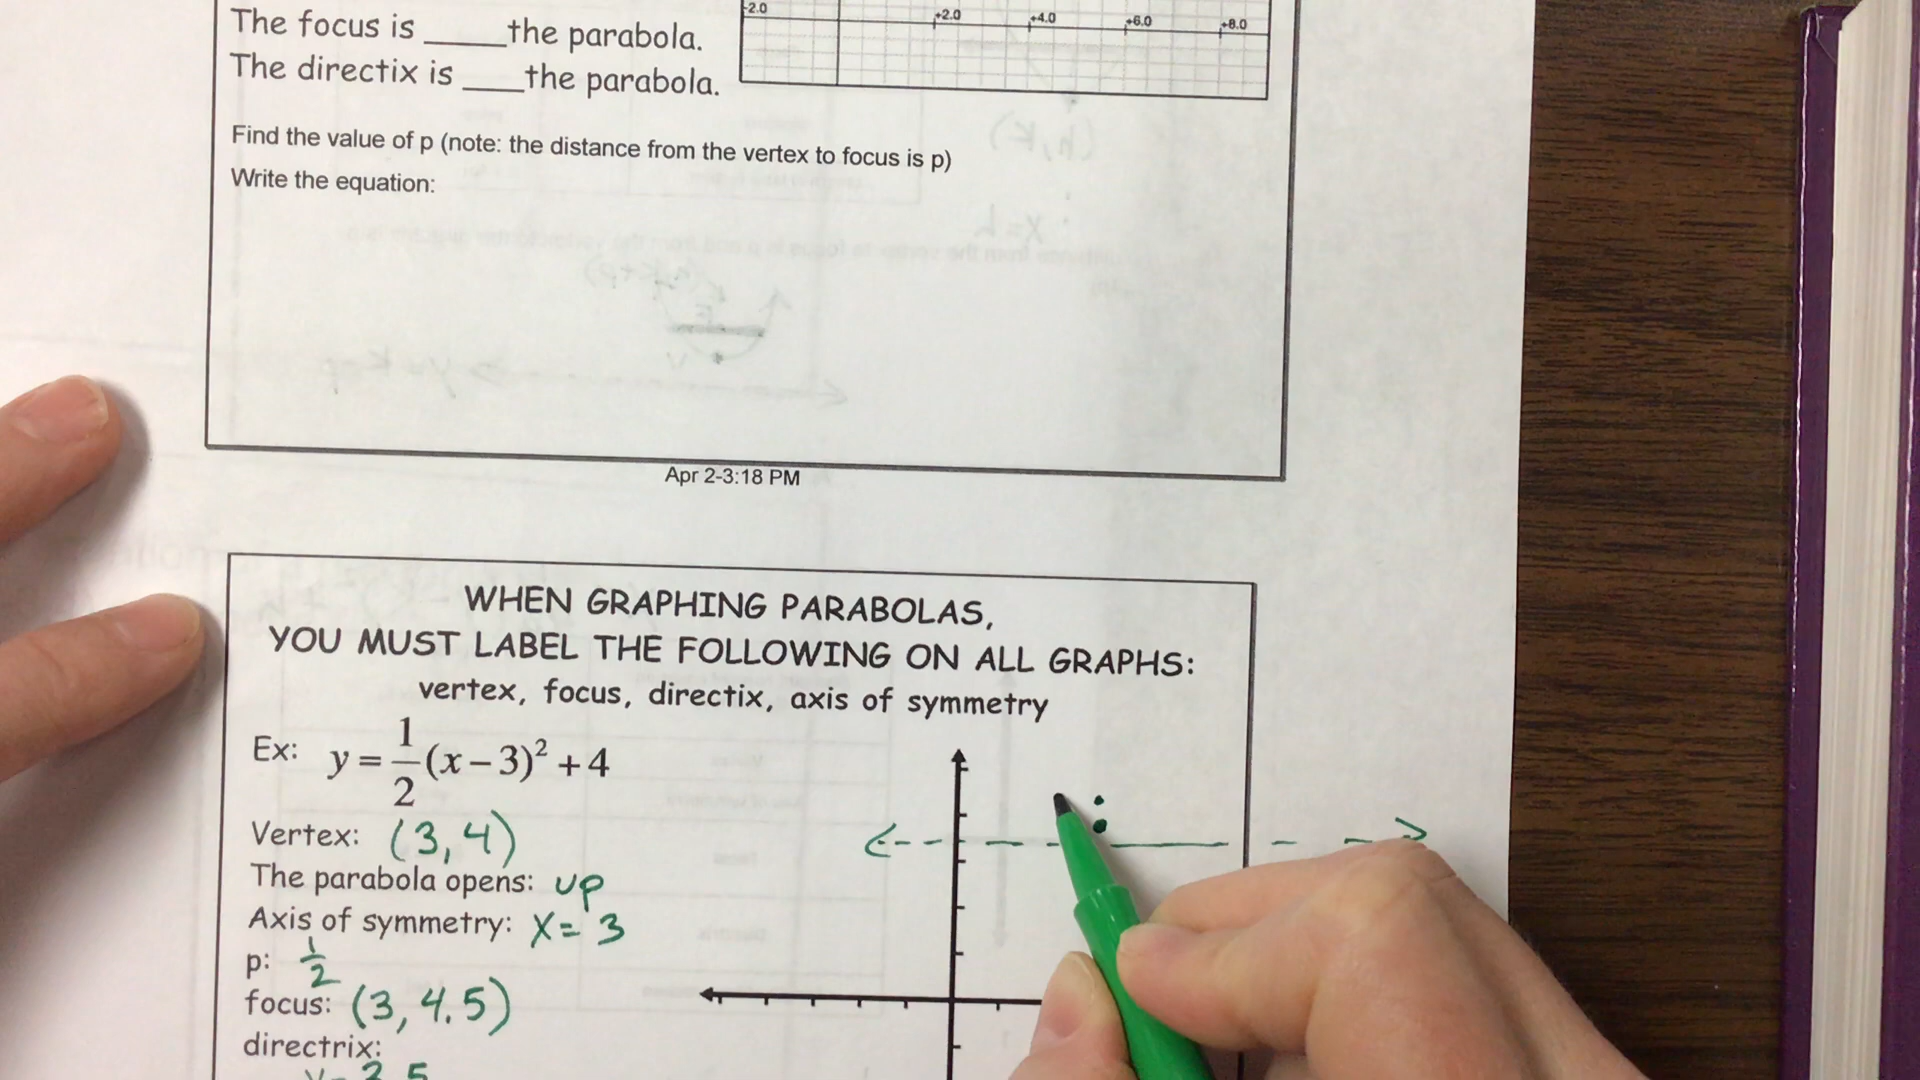 The focus is _____the parabola.
The directix is ____the parabola.
-2.0 +2.0 +4.0 +6.0 +8.0
Find the value of p (note: the distance from the vertex to focus is p)
Write the equation:
(h,k)
x=h
Apr 2-3:18 PM
WHEN GRAPHING PARABOLAS,
YOU MUST LABEL THE FOLLOWING ON ALL GRAPHS:
vertex, focus, directix, axis of symmetry
Ex: y = 1/2 (x – 3)² + 4
Vertex: (3, 4)
The parabola opens: up
Axis of symmetry: x = 3
p: 1/2
focus: (3, 4.5)
directrix:
y = 3.5